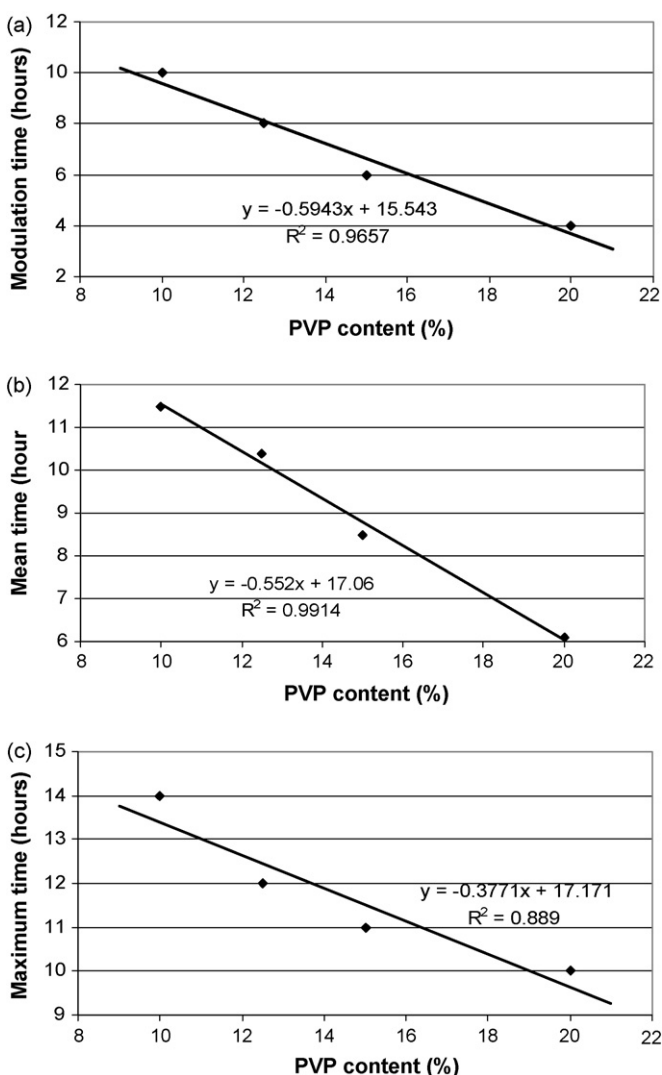 (a)
Modulation time (hours)
10
8
6
4
2
y = -0.5943x + 15.543
R² = 0.9657
8 10 12 14 16 18 20 22
PVP content (%)
(b)
Mean time (hour
12
11
10
9
8
7
6
y = -0.552x + 17.06
R² = 0.9914
8 10 12 14 16 18 20 22
PVP content (%)
(c)
Maximum time (hours)
15
14
13
12
11
10
9
y = -0.3771x + 17.171
R² = 0.889
8 10 12 14 16 18 20 22
PVP content (%)